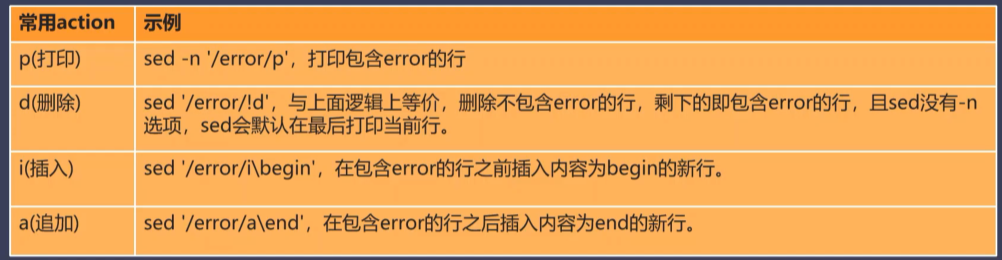 常用action 示例
p(打印) sed -n '/error/p'，打印包含error的行
d(删除) sed '/error/!d'，与上面逻辑上等价，删除不包含error的行，剩下的即包含error的行，且sed没有-n
选项，sed会默认在最后打印当前行。
i(插入) sed '/error/i\begin'，在包含error的行之前插入内容为begin的新行。
a(追加) sed '/error/a\end'，在包含error的行之后插入内容为end的新行。